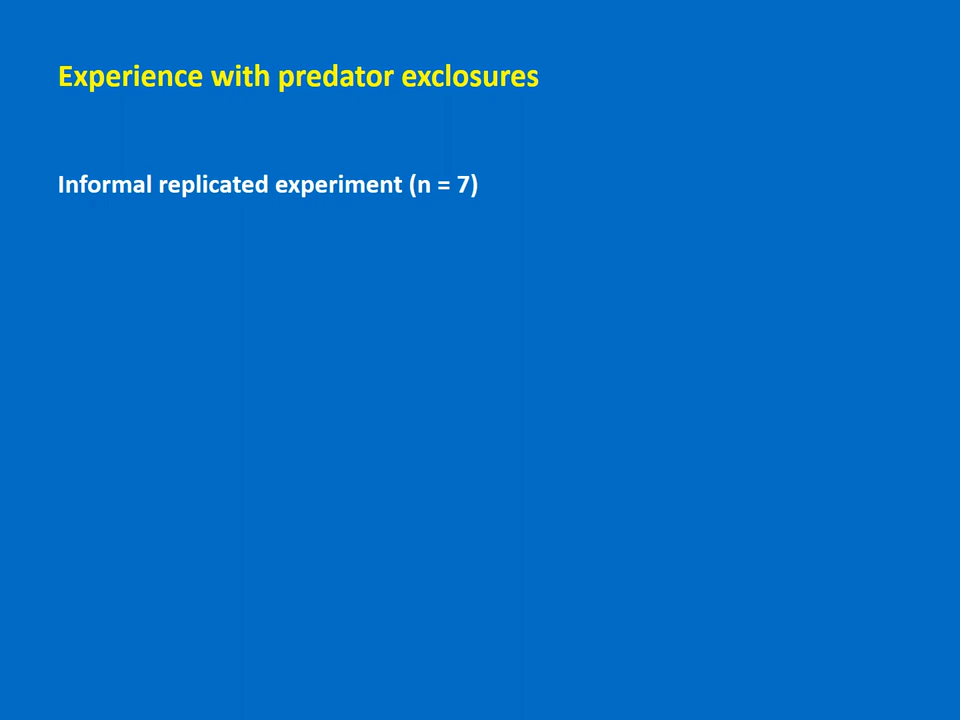 Experience with predator exclosures
Informal replicated experiment (n = 7)